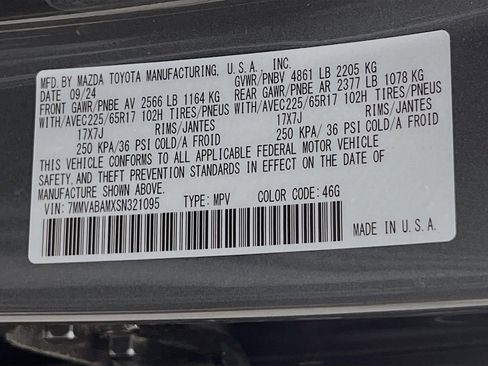 MFD. BY MAZDA TOYOTA MANUFACTURING, U.S.A., INC.
DATE 09/24 GVWR/PNBV 4861 LB 2205 KG
FRONT GAWR/PNBE AV 2566 LB 1164 KG REAR GAWR/PNBE AR 2377 LB 1078 KG
WITH/AVEC225/65R17 102H TIRES/PNEUS WITH/AVEC225/65R17 102H TIRES/PNEUS
17X7J RIMS/JANTES 17X7J RIMS/JANTES
250 KPA/36 PSI COLD/A FROID 250 KPA/36 PSI COLD/A FROID
THIS VEHICLE CONFORMS TO ALL APPLICABLE FEDERAL MOTOR VEHICLE
SAFETY, AND THEFT PREVENTION STANDARDS IN EFFECT ON THE DATE OF
MANUFACTURE SHOWN ABOVE.
VIN: 7MMVABAMXSN321095 TYPE: MPV COLOR CODE: 46G
MADE IN U.S.A.